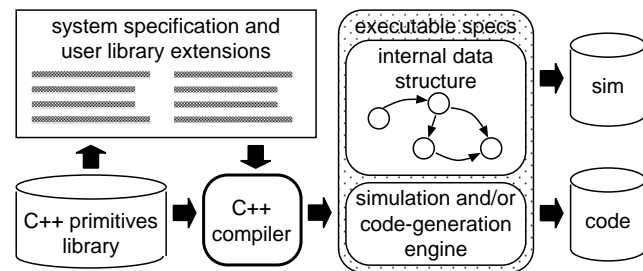 system specification and
user library extensions
executable specs
internal data
structure
sim
C++ primitives
library
C++
compiler
simulation and/or
code-generation
engine
code